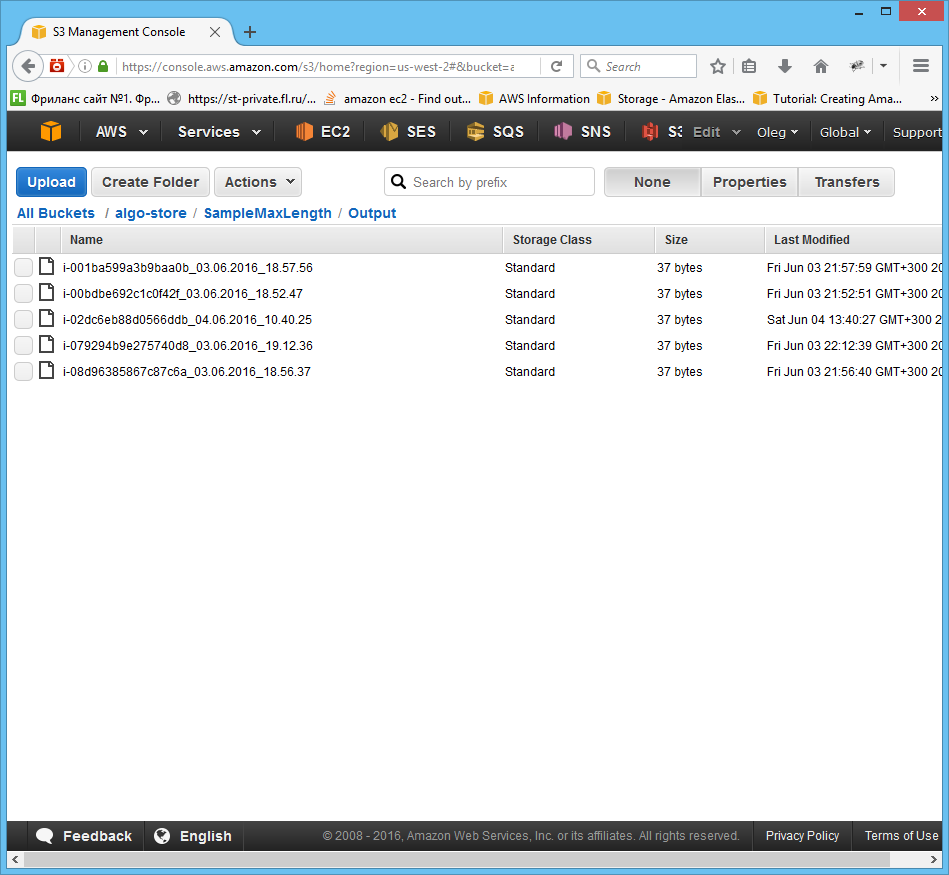 S3 Management Console
https://console.aws.amazon.com/s3/home?region=us-west-2#&bucket=a
Search
FL Фриланс сайт №1. Фр... https://st-private.fl.ru/... amazon ec2 - Find out... AWS Information Storage - Amazon Elas... Tutorial: Creating Ama... »
AWS Services EC2 SES SQS SNS S3 Edit Oleg Global Support
Upload Create Folder Actions Search by prefix None Properties Transfers
All Buckets / algo-store / SampleMaxLength / Output
Name Storage Class Size Last Modified
i-001ba599a3b9baa0b_03.06.2016_18.57.56 Standard 37 bytes Fri Jun 03 21:57:59 GMT+300 20
i-00bdbe692c1c0f42f_03.06.2016_18.52.47 Standard 37 bytes Fri Jun 03 21:52:51 GMT+300 20
i-02dc6eb88d0566ddb_04.06.2016_10.40.25 Standard 37 bytes Sat Jun 04 13:40:27 GMT+300 2
i-079294b9e275740d8_03.06.2016_19.12.36 Standard 37 bytes Fri Jun 03 22:12:39 GMT+300 20
i-08d96385867c87c6a_03.06.2016_18.56.37 Standard 37 bytes Fri Jun 03 21:56:40 GMT+300 20
Feedback English © 2008 - 2016, Amazon Web Services, Inc. or its affiliates. All rights reserved. Privacy Policy Terms of Use